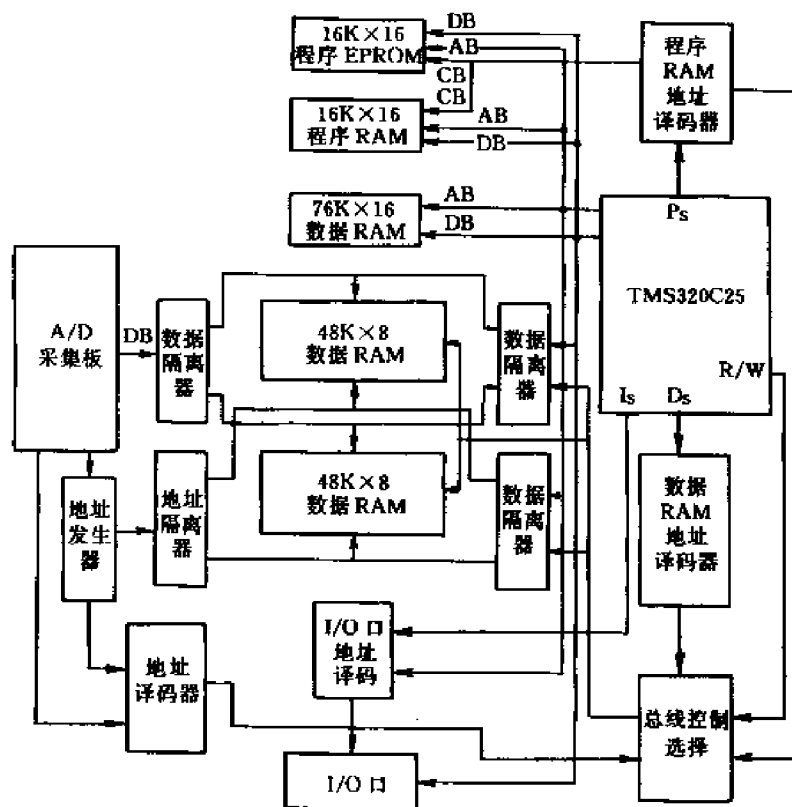 16K×16
程序 EPROM
DB
AB
CB
CB
16K×16
程序 RAM
AB
DB
程序
RAM
地址
译码器
76K×16
数据 RAM
AB
DB
Ps
TMS320C25
R/W
Is
Ds
A/D
采集板
DB
数据
隔离器
48K×8
数据 RAM
数据
隔离器
地址
发生器
地址
隔离器
48K×8
数据 RAM
数据
隔离器
数据
RAM
地址
译码器
地址
译码器
I/O 口
地址
译码
总线控制
选择
I/O 口